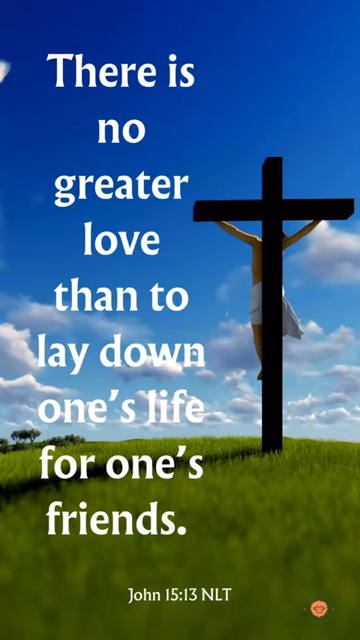 There is
no
greater
love
than to
lay down
one's life
for one's
friends.
John 15:13 NLT